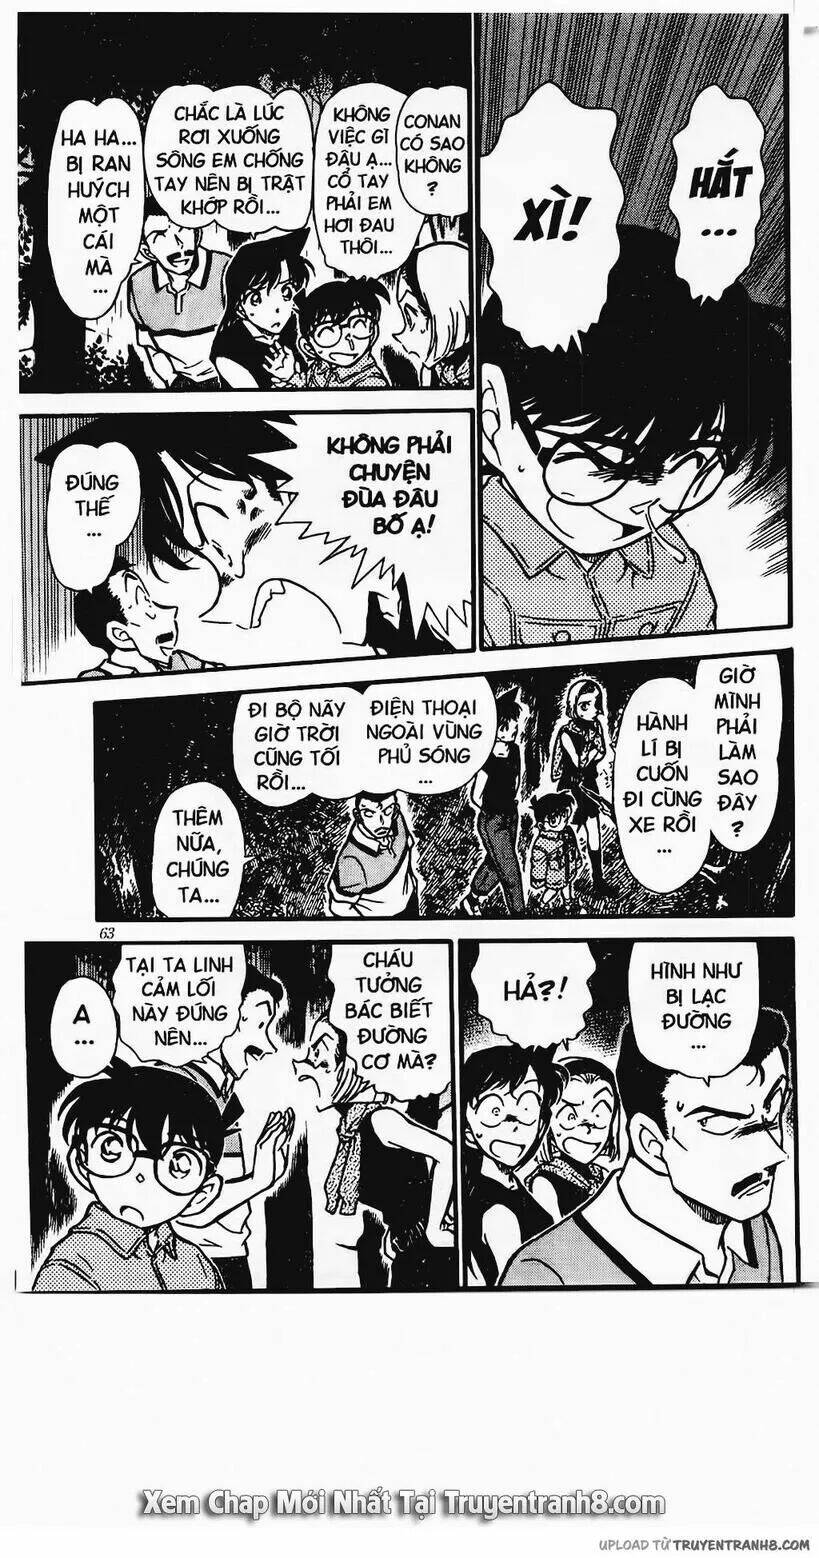 HẮT
...
XÌ!
CONAN
CÓ SAO
KHÔNG
?
KHÔNG
VIỆC GÌ
ĐÂU Ạ...
CỔ TAY
PHẢI EM
HƠI ĐAU
THÔI...
CHẮC LÀ LÚC
RƠI XUỐNG
SÔNG EM CHỐNG
TAY NÊN BỊ TRẬT
KHỚP RỒI...
HA HA...
BỊ RAN
HUÝCH
MỘT
CÁI
MÀ
...
KHÔNG PHẢI
CHUYỆN
ĐÙA ĐÂU
BỐ Ạ!
ĐÚNG
THẾ
...
GIỜ
MÌNH
PHẢI
LÀM
SAO
ĐÂY
?
HÀNH
LÍ BỊ
CUỐN
ĐI CÙNG
XE RỒI
...
ĐIỆN THOẠI
NGOÀI VÙNG
PHỦ SÓNG
...
ĐI BỘ NÃY
GIỜ TRỜI
CŨNG TỐI
RỒI...
THÊM
NỮA,
CHÚNG
TA...
63
HÌNH NHƯ
BỊ LẠC
ĐƯỜNG
...
HẢ?!
CHÁU
TƯỞNG
BÁC BIẾT
ĐƯỜNG
CƠ MÀ?
TẠI TA LINH
CẢM LỐI
NÀY ĐÚNG
NÊN...
A
...
Xem Chap Mới Nhất Tại Truyentranh8.com
UPLOAD TỪ TRUYENTRANH8.COM